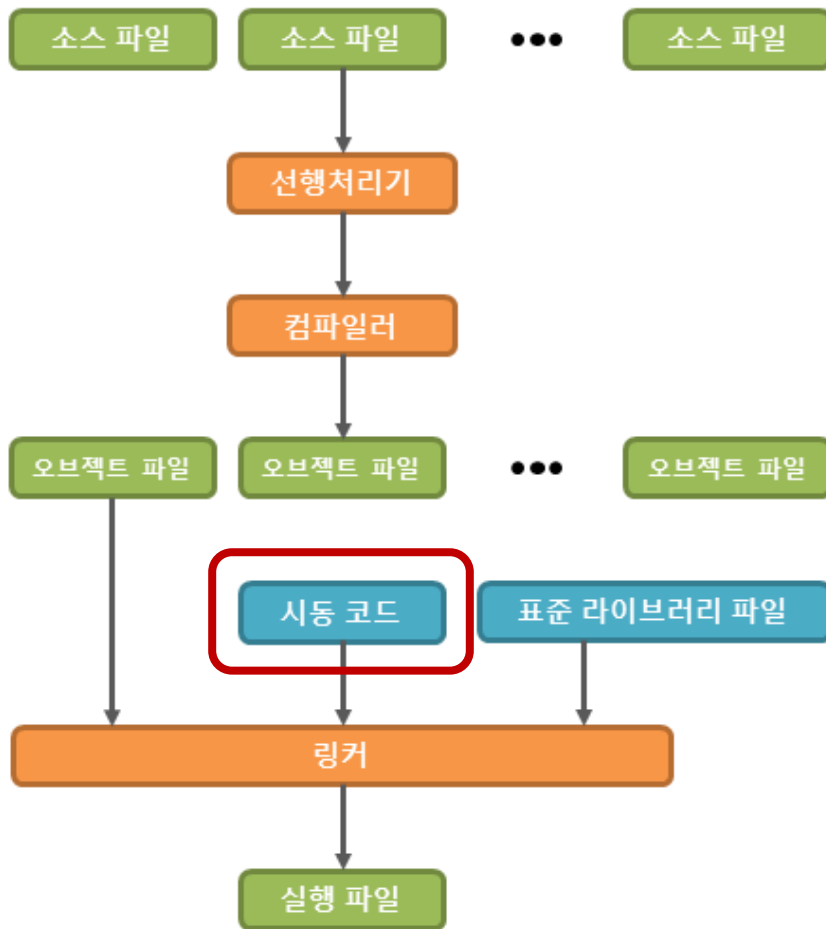 소스 파일
소스 파일
●●●
소스 파일
선행처리기
컴파일러
오브젝트 파일
오브젝트 파일
●●●
오브젝트 파일
시동 코드
표준 라이브러리 파일
링커
실행 파일